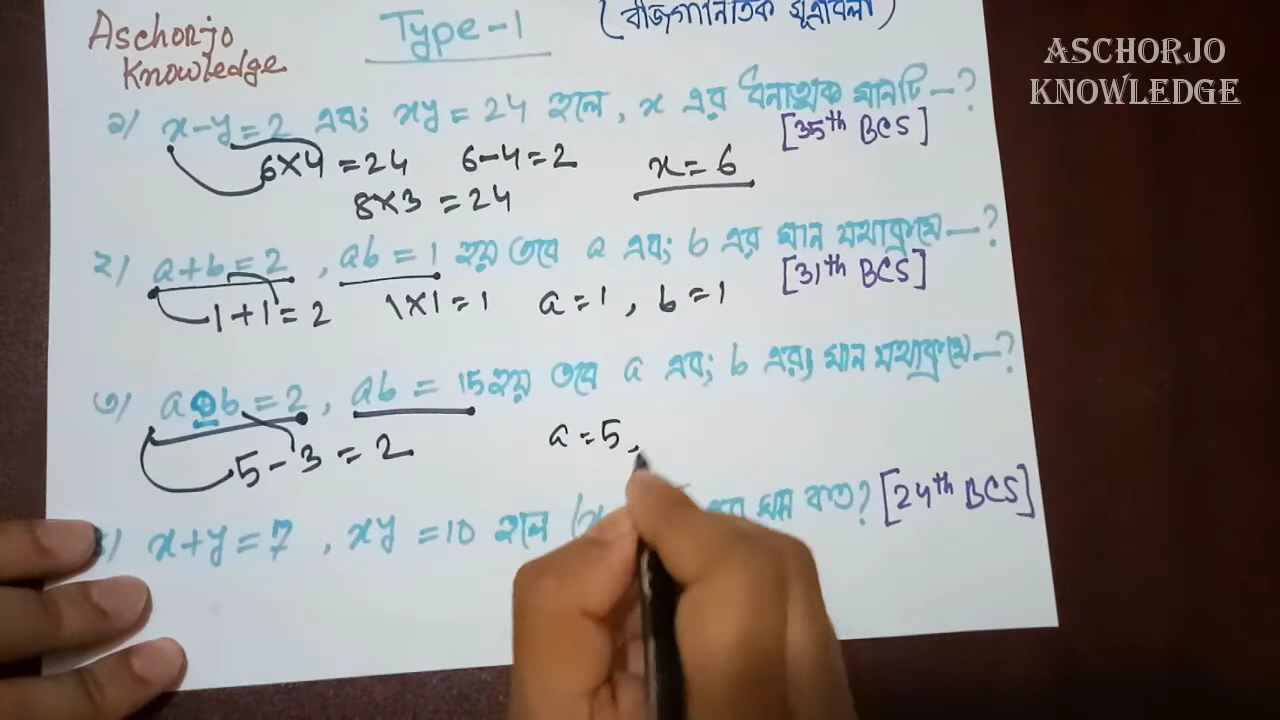 Aschorjo
Knowledge
Type-1
(বীজগানিতিক সূত্রাবলী)
ASCHORJO
KNOWLEDGE
১) x-y=2 এবং xy=24 হলে, x এর ধনাত্মক মানটি—?
[35th BCS]
6×4=24 6-4=2 x=6
8×3=24
২) a+b=2, ab=1 হয় তবে a এবং b এর মান যথাক্রমে—?
[31th BCS]
1+1=2 1×1=1 a=1, b=1
৩) a-b=2, ab=15 হয় তবে a এবং b এর মান যথাক্রমে—?
5-3=2 a=5,
x+y=7, xy=10 হলে (x মান কত? [24th BCS]